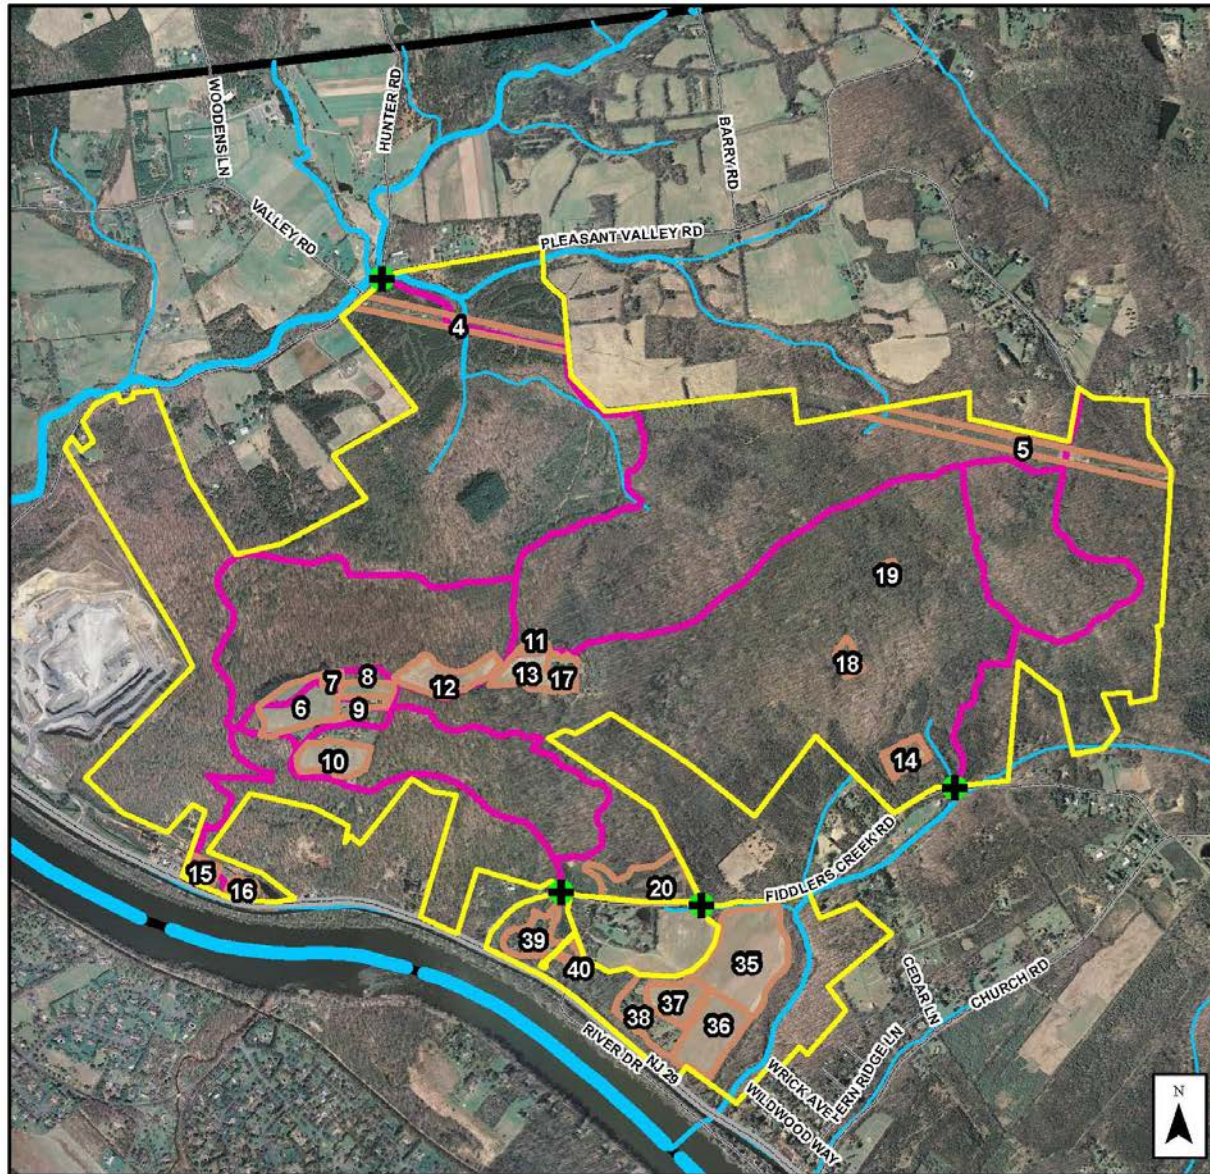 WOODENS LN
HUNTER RD
BARRY RD
VALLEY RD
PLEASANT VALLEY RD
4
5
19
11
18
7
8
13
17
12
6
9
10
14
15
16
20
FIDDLERS CREEK RD
39
40
35
37
38
36
CEDAR LN
CHURCH RD
RIVER DR
NJ 29
WRICK AVE
FERN RIDGE LN
WILDWOOD WAY
N